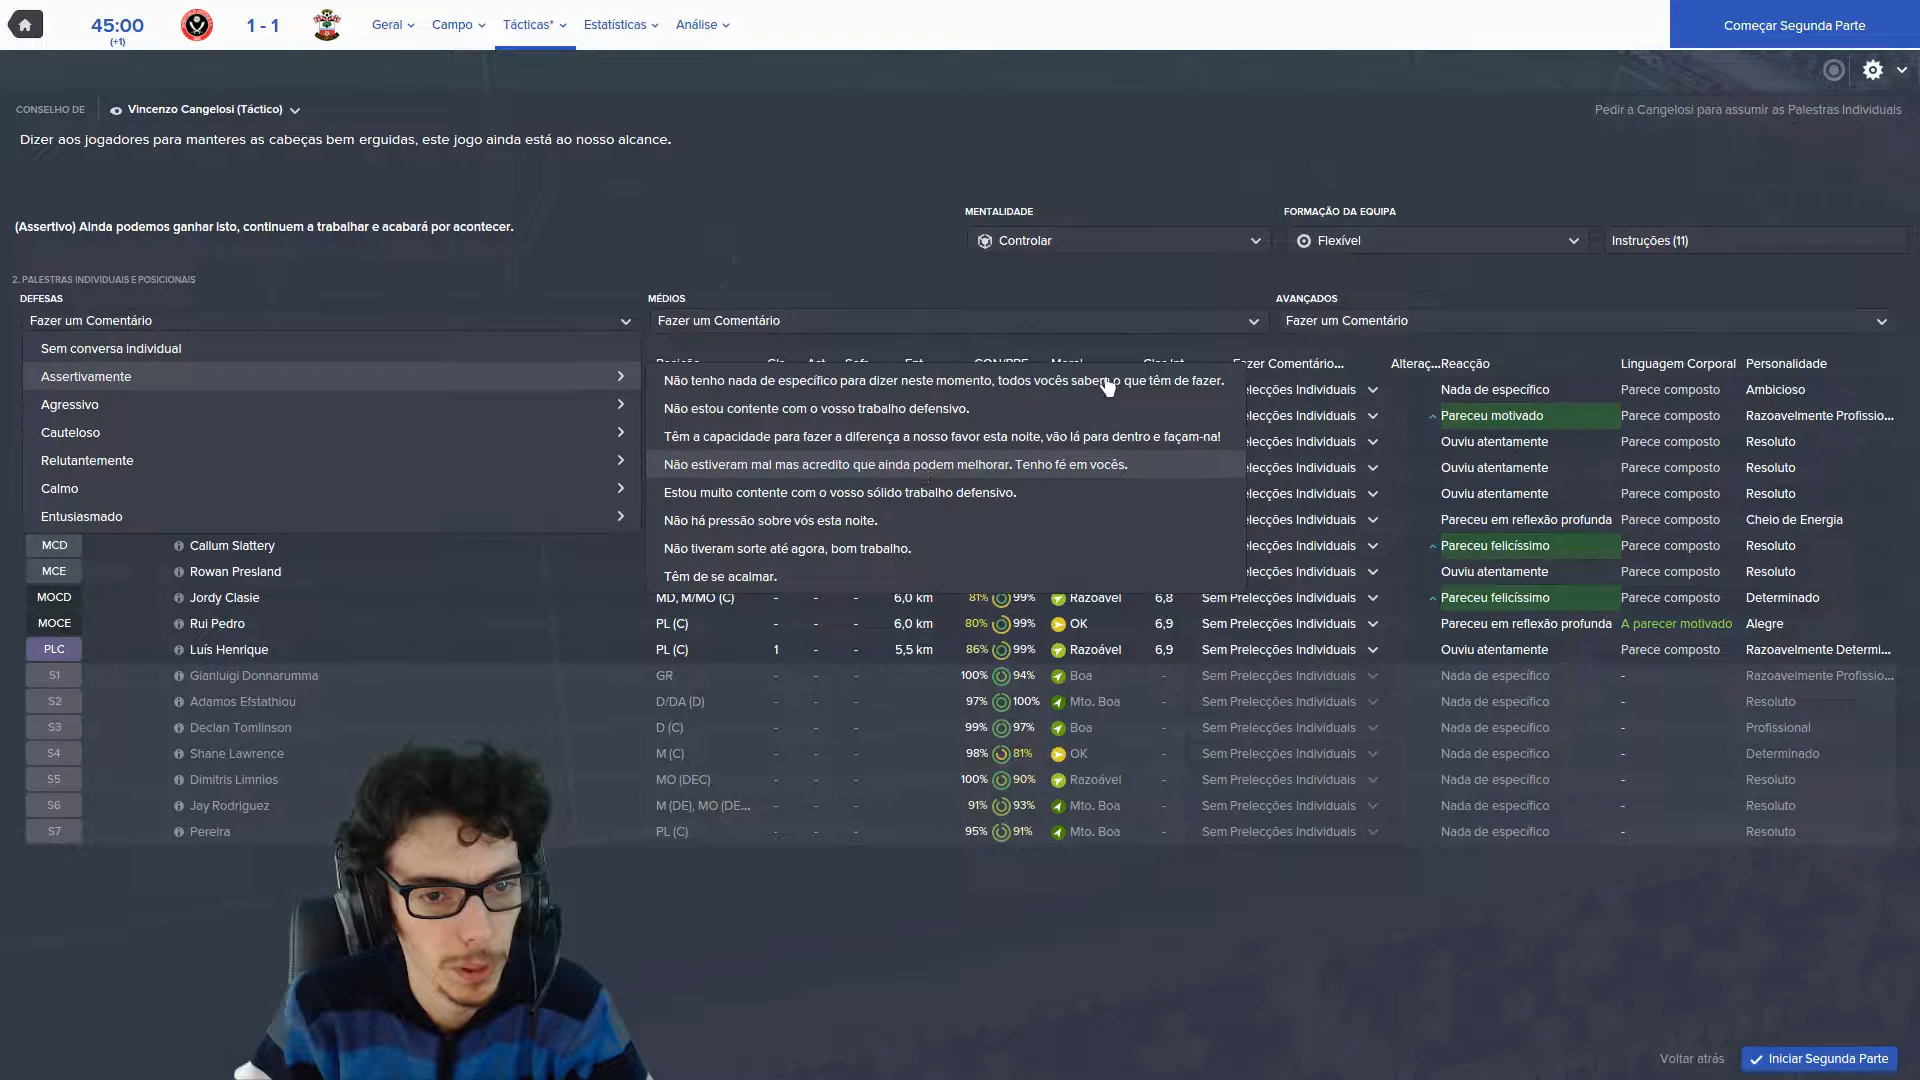 45:00
(+1)
1 - 1
Geral
Campo
Tácticas*
Estatísticas
Análise
Começar Segunda Parte
CONSELHO DE
Vincenzo Cangelosi (Táctico)
Pedir a Cangelosi para assumir as Palestras Individuais
Dizer aos jogadores para manteres as cabeças bem erguidas, este jogo ainda está ao nosso alcance.
MENTALIDADE
FORMAÇÃO DA EQUIPA
(Assertivo) Ainda podemos ganhar isto, continuem a trabalhar e acabará por acontecer.
Controlar
Flexível
Instruções (11)
2. PALESTRAS INDIVIDUAIS E POSICIONAIS
DEFESAS
MÉDIOS
AVANÇADOS
Fazer um Comentário
Fazer um Comentário
Fazer um Comentário
Sem conversa individual
Assertivamente
Agressivo
Cauteloso
Relutantemente
Calmo
Entusiasmado
Não tenho nada de específico para dizer neste momento, todos vocês sabem o que têm de fazer.
Não estou contente com o vosso trabalho defensivo.
Têm a capacidade para fazer a diferença a nosso favor esta noite, vão lá para dentro e façam-na!
Não estiveram mal mas acredito que ainda podem melhorar. Tenho fé em vocês.
Estou muito contente com o vosso sólido trabalho defensivo.
Não há pressão sobre vós esta noite.
Não tiveram sorte até agora, bom trabalho.
Têm de se acalmar.
Alteraç... Reacção Linguagem Corporal Personalidade
Individuais Nada de específico Parece composto Ambicioso
Individuais Pareceu motivado Parece composto Razoavelmente Profissio...
Individuais Ouviu atentamente Parece composto Resoluto
Individuais Ouviu atentamente Parece composto Resoluto
Individuais Ouviu atentamente Parece composto Resoluto
Individuais Pareceu em reflexão profunda Parece composto Cheio de Energia
MCD Callum Slattery Individuais Pareceu felicíssimo Parece composto Resoluto
MCE Rowan Presland Individuais Ouviu atentamente Parece composto Resoluto
MOCD Jordy Clasie MD, M/MO (C) - - - 6,0 km 81% 99% Razoável 6,8 Sem Prelecções Individuais Pareceu felicíssimo Parece composto Determinado
MOCE Rui Pedro PL (C) - - - 6,0 km 80% 99% OK 6,9 Sem Prelecções Individuais Pareceu em reflexão profunda A parecer motivado Alegre
PLC Luís Henrique PL (C) 1 - - 5,5 km 86% 99% Razoável 6,9 Sem Prelecções Individuais Ouviu atentamente Parece composto Razoavelmente Determi...
S1 Gianluigi Donnarumma GR - - - - 100% 94% Boa - Sem Prelecções Individuais Nada de específico - Razoavelmente Profissio...
S2 Adamos Efstathiou D/DA (D) - - - - 97% 100% Mto. Boa - Sem Prelecções Individuais Nada de específico - Resoluto
S3 Declan Tomlinson D (C) - - - - 99% 97% Boa - Sem Prelecções Individuais Nada de específico - Profissional
S4 Shane Lawrence M (C) - - - - 98% 81% OK - Sem Prelecções Individuais Nada de específico - Determinado
S5 Dimitris Limnios MO (DEC) - - - - 100% 90% Razoável - Sem Prelecções Individuais Nada de específico - Resoluto
S6 Jay Rodriguez M (DE), MO (DE... - - - - 91% 93% Mto. Boa - Sem Prelecções Individuais Nada de específico - Resoluto
S7 Pereira PL (C) - - - - 95% 91% Mto. Boa - Sem Prelecções Individuais Nada de específico - Resoluto
Voltar atrás
Iniciar Segunda Parte